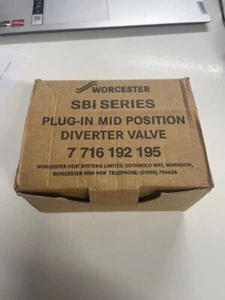 WORCESTER
SBi SERIES
PLUG-IN MID POSITION
DIVERTER VALVE
7 716 192 195
WORCESTER HEAT SYSTEMS LIMITED, COTSWOLD WAY, WARNDON,
WORCESTER WR4 9SW TELEPHONE: (01905) 754624